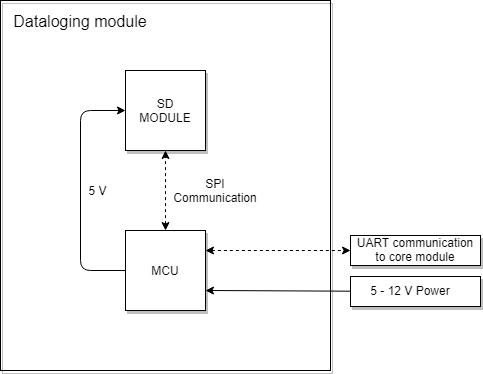 Dataloging module
SD
MODULE
SPI
Communication
5 V
MCU
UART communication
to core module
5 - 12 V Power